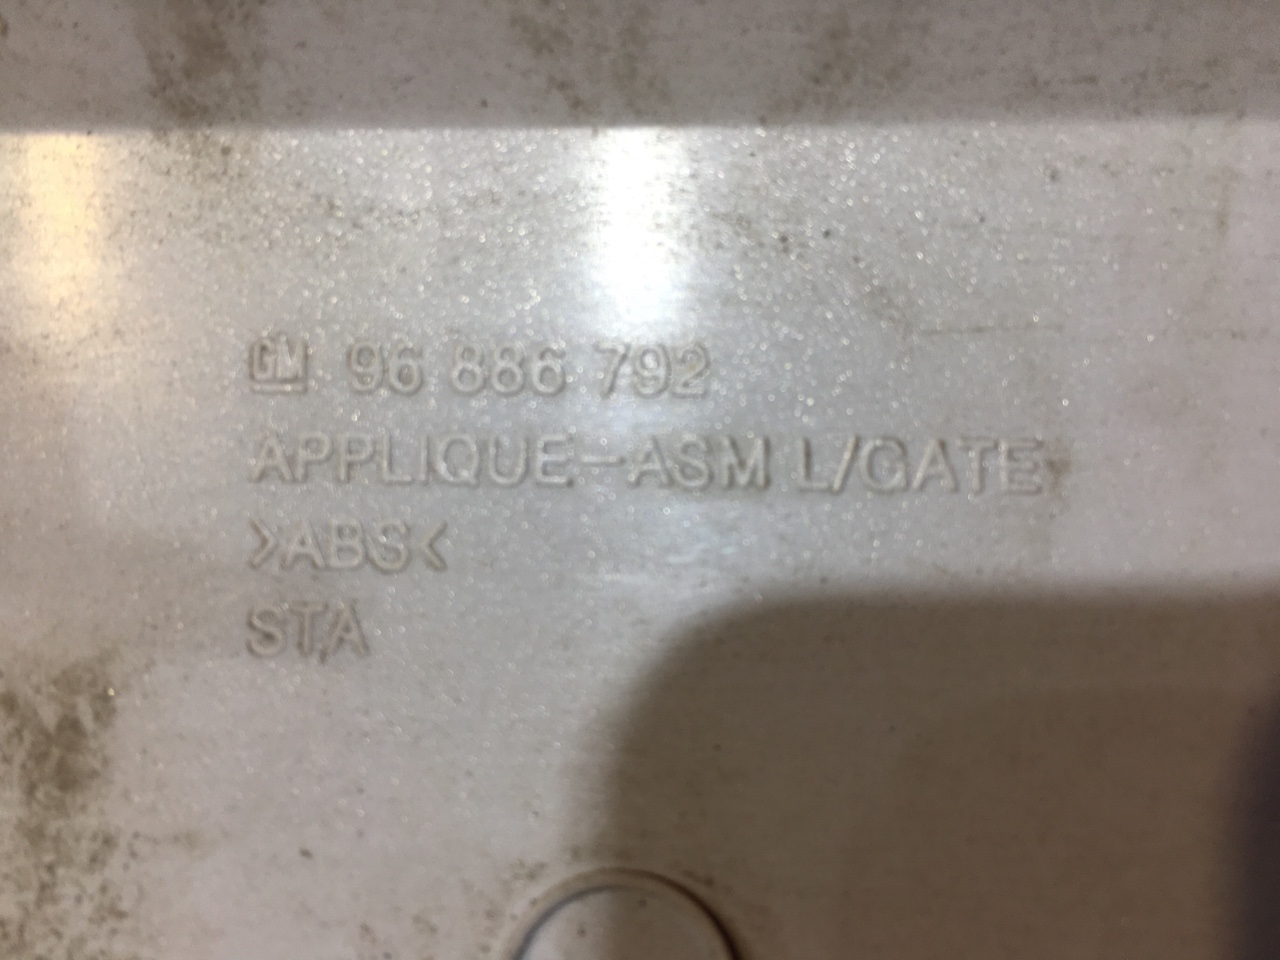 GM 96 886 792
APPLIQUE-ASM L/GATE
>ABS<
STA